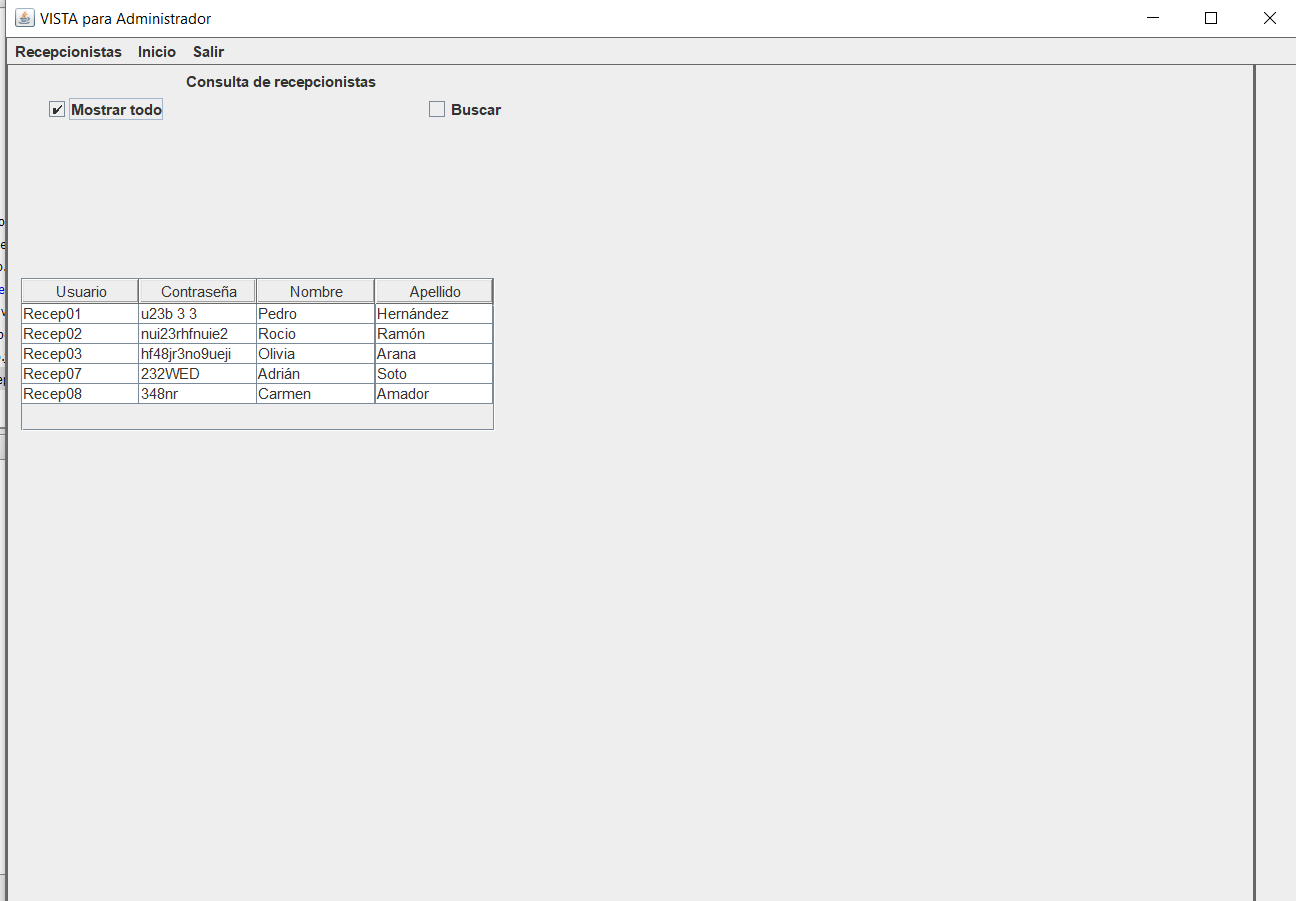 VISTA para Administrador
Recepcionistas Inicio Salir
Consulta de recepcionistas
Mostrar todo Buscar
Usuario Contraseña Nombre Apellido
Recep01 u23b 3 3 Pedro Hernández
Recep02 nui23rhfnuie2 Rocio Ramón
Recep03 hf48jr3no9ueji Olivia Arana
Recep07 232WED Adrián Soto
Recep08 348nr Carmen Amador